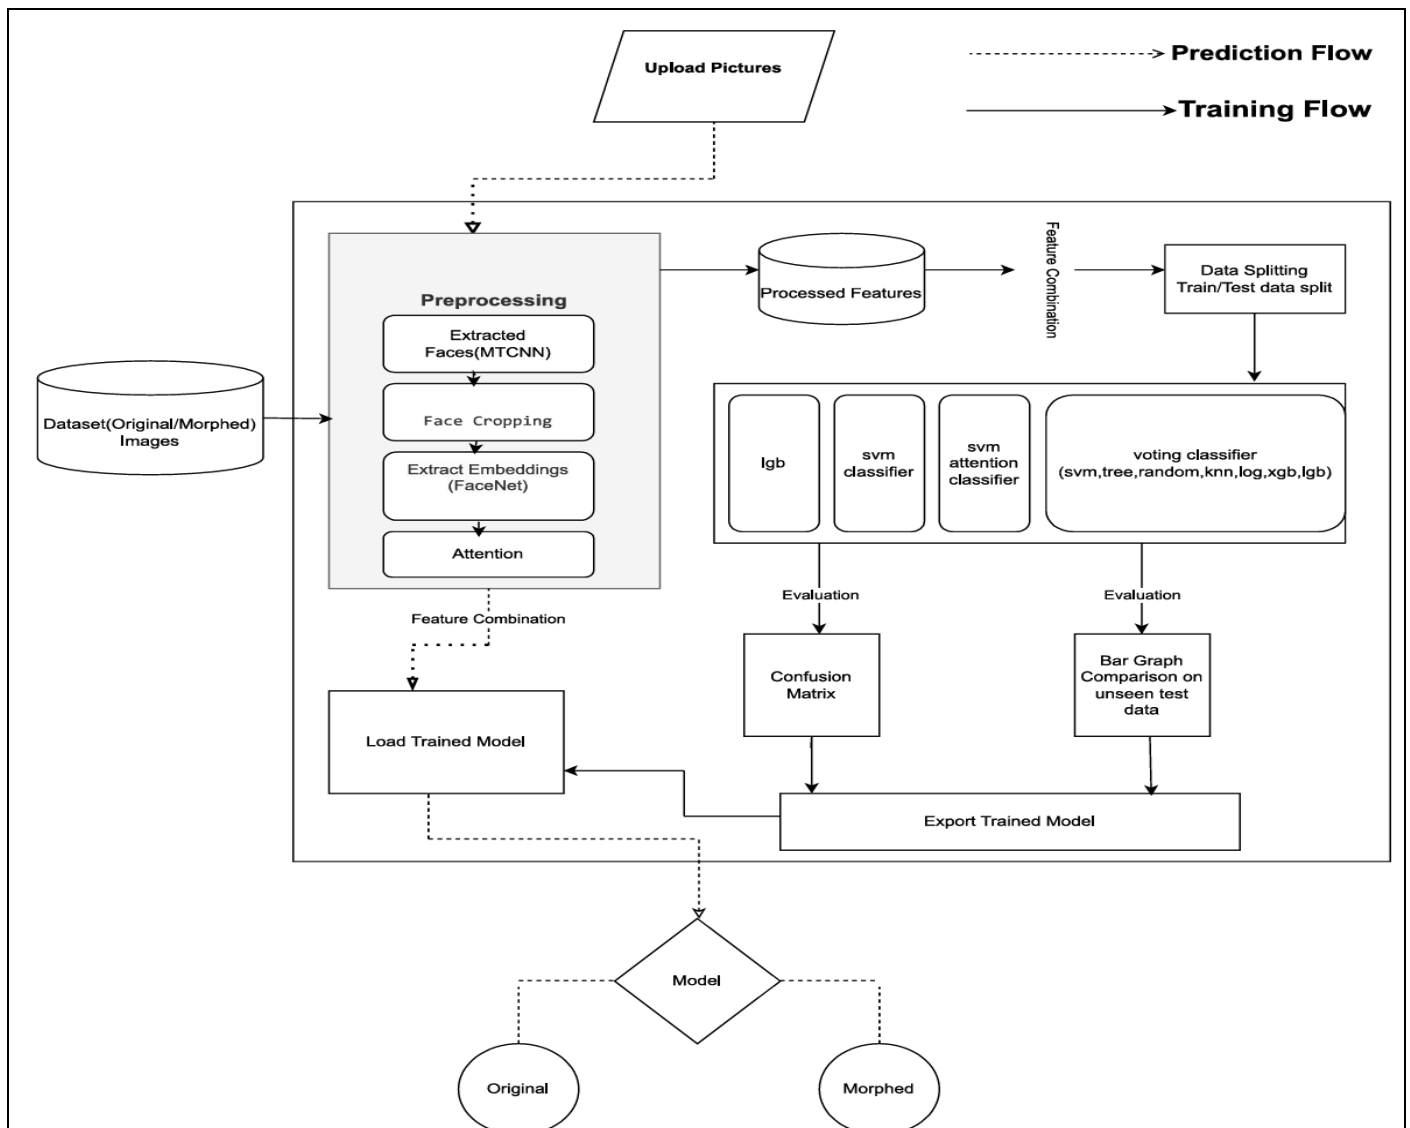 Upload Pictures
Prediction Flow
Training Flow
Preprocessing
Extracted
Faces(MTCNN)
Face Cropping
Extract Embeddings
(FaceNet)
Attention
Dataset(Original/Morphed)
Images
Processed Features
Feature Combination
Data Splitting
Train/Test data split
lgb
svm
classifier
svm
attention
classifier
voting classifier
(svm,tree,random,knn,log,xgb,lgb)
Evaluation
Evaluation
Feature Combination
Confusion
Matrix
Bar Graph
Comparison on
unseen test
data
Load Trained Model
Export Trained Model
Model
Original
Morphed